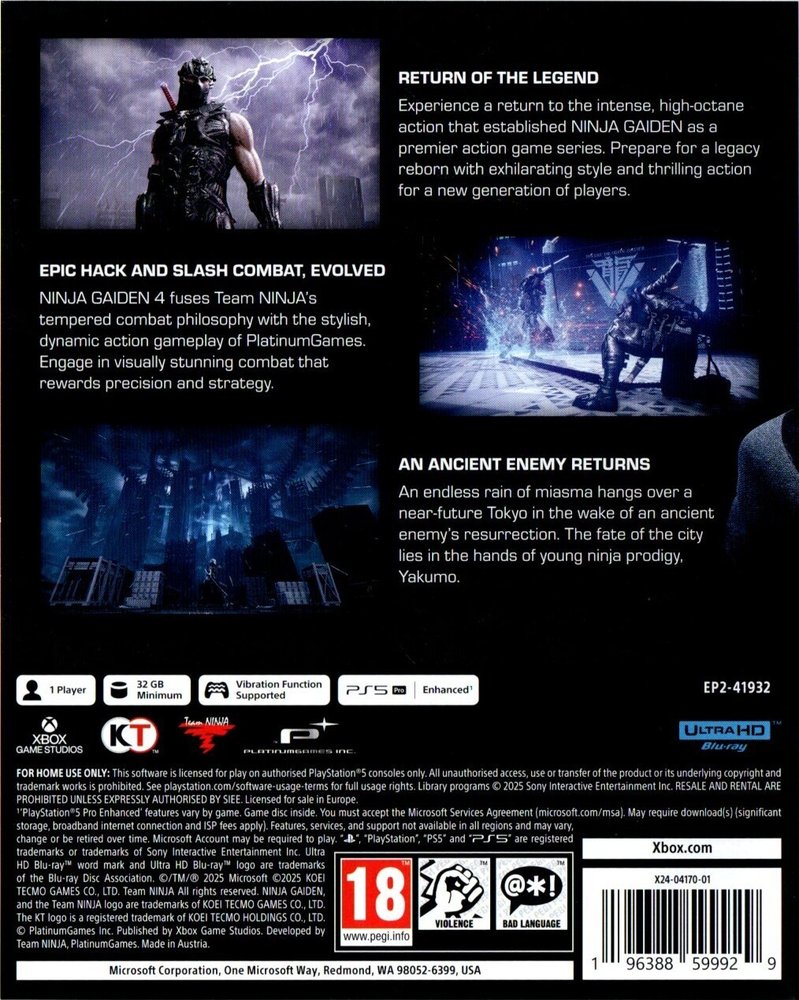 RETURN OF THE LEGEND
Experience a return to the intense, high-octane
action that established NINJA GAIDEN as a
premier action game series. Prepare for a legacy
reborn with exhilarating style and thrilling action
for a new generation of players.
EPIC HACK AND SLASH COMBAT, EVOLVED
NINJA GAIDEN 4 fuses Team NINJA's
tempered combat philosophy with the stylish,
dynamic action gameplay of PlatinumGames.
Engage in visually stunning combat that
rewards precision and strategy.
AN ANCIENT ENEMY RETURNS
An endless rain of miasma hangs over a
near-future Tokyo in the wake of an ancient
enemy's resurrection. The fate of the city
lies in the hands of young ninja prodigy,
Yakumo.
1 Player
32 GB
Minimum
Vibration Function
Supported
PS5 Pro Enhanced¹
EP2-41932
XBOX
GAME STUDIOS
KT™
Team NINJA
P
PLATINUMGAMES INC.
ULTRA HD™
Blu-ray
FOR HOME USE ONLY: This software is licensed for play on authorised PlayStation®5 consoles only. All unauthorised access, use or transfer of the product or its underlying copyright and
trademark works is prohibited. See playstation.com/software-usage-terms for full usage rights. Library programs © 2025 Sony Interactive Entertainment Inc. RESALE AND RENTAL ARE
PROHIBITED UNLESS EXPRESSLY AUTHORISED BY SIEE. Licensed for sale in Europe.
¹'PlayStation®5 Pro Enhanced' features vary by game. Game disc inside. You must accept the Microsoft Services Agreement (microsoft.com/msa). May require download(s) (significant
storage, broadband internet connection and ISP fees apply). Features, services, and support not available in all regions and may vary,
change or be retired over time. Microsoft Account may be required to play. "PS", "PlayStation", "PS5" and "PS5" are registered
trademarks or trademarks of Sony Interactive Entertainment Inc. Ultra
HD Blu-ray™ word mark and Ultra HD Blu-ray™ logo are trademarks
of the Blu-ray Disc Association. ©/TM/® 2025 Microsoft ©2025 KOEI
TECMO GAMES CO., LTD. Team NINJA All rights reserved. NINJA GAIDEN,
and the Team NINJA logo are trademarks of KOEI TECMO GAMES CO., LTD.
The KT logo is a registered trademark of KOEI TECMO HOLDINGS CO., LTD.
© PlatinumGames Inc. Published by Xbox Game Studios. Developed by
Team NINJA, PlatinumGames. Made in Austria.
18™
www.pegi.info
™
VIOLENCE
@*!™
BAD LANGUAGE
Xbox.com
X24-04170-01
1 96388 59992 9
Microsoft Corporation, One Microsoft Way, Redmond, WA 98052-6399, USA